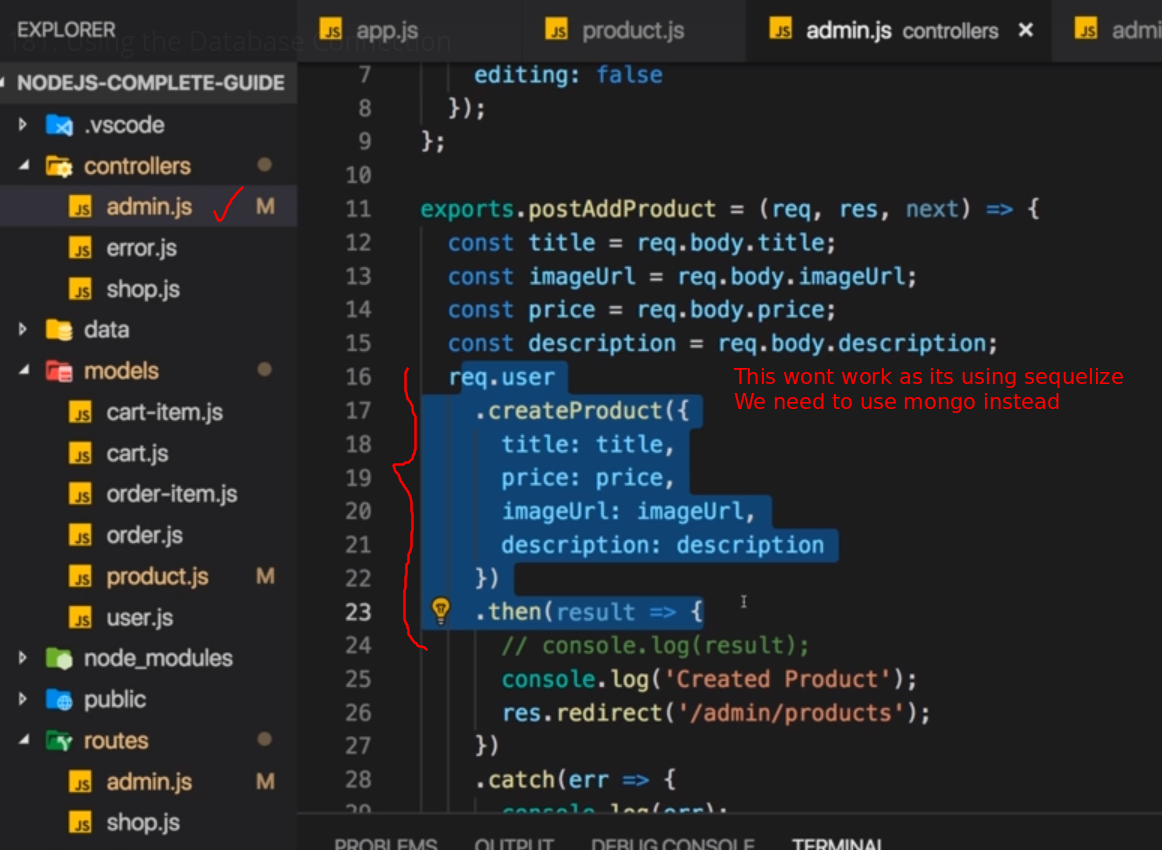 EXPLORER
181. Using the Database Connection
NODEJS-COMPLETE-GUIDE
.vscode
controllers
admin.js M
error.js
shop.js
data
models
cart-item.js
cart.js
order-item.js
order.js
product.js M
user.js
node_modules
public
routes
admin.js M
shop.js
app.js product.js admin.js controllers × admi
7 editing: false
8 });
9 };
10
11 exports.postAddProduct = (req, res, next) => {
12 const title = req.body.title;
13 const imageUrl = req.body.imageUrl;
14 const price = req.body.price;
15 const description = req.body.description;
16 req.user
17 .createProduct({
18 title: title,
19 price: price,
20 imageUrl: imageUrl,
21 description: description
22 })
23 .then(result => {
24 // console.log(result);
25 console.log('Created Product');
26 res.redirect('/admin/products');
27 })
28 .catch(err => {
29 console.log(err);
This wont work as its using sequelize
We need to use mongo instead
PROBLEMS OUTPUT DEBUG CONSOLE TERMINAL